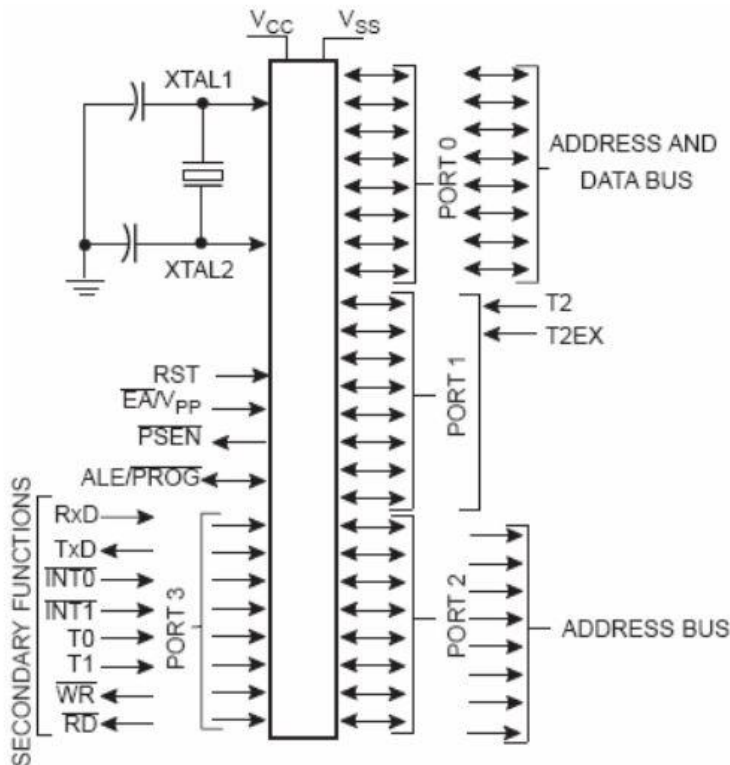 VCC
VSS
XTAL1
XTAL2
PORT 0
ADDRESS AND
DATA BUS
PORT 1
T2
T2EX
RST
EA/VPP
PSEN
ALE/PROG
SECONDARY FUNCTIONS
RxD
TxD
INT0
INT1
T0
T1
WR
RD
PORT 3
PORT 2
ADDRESS BUS